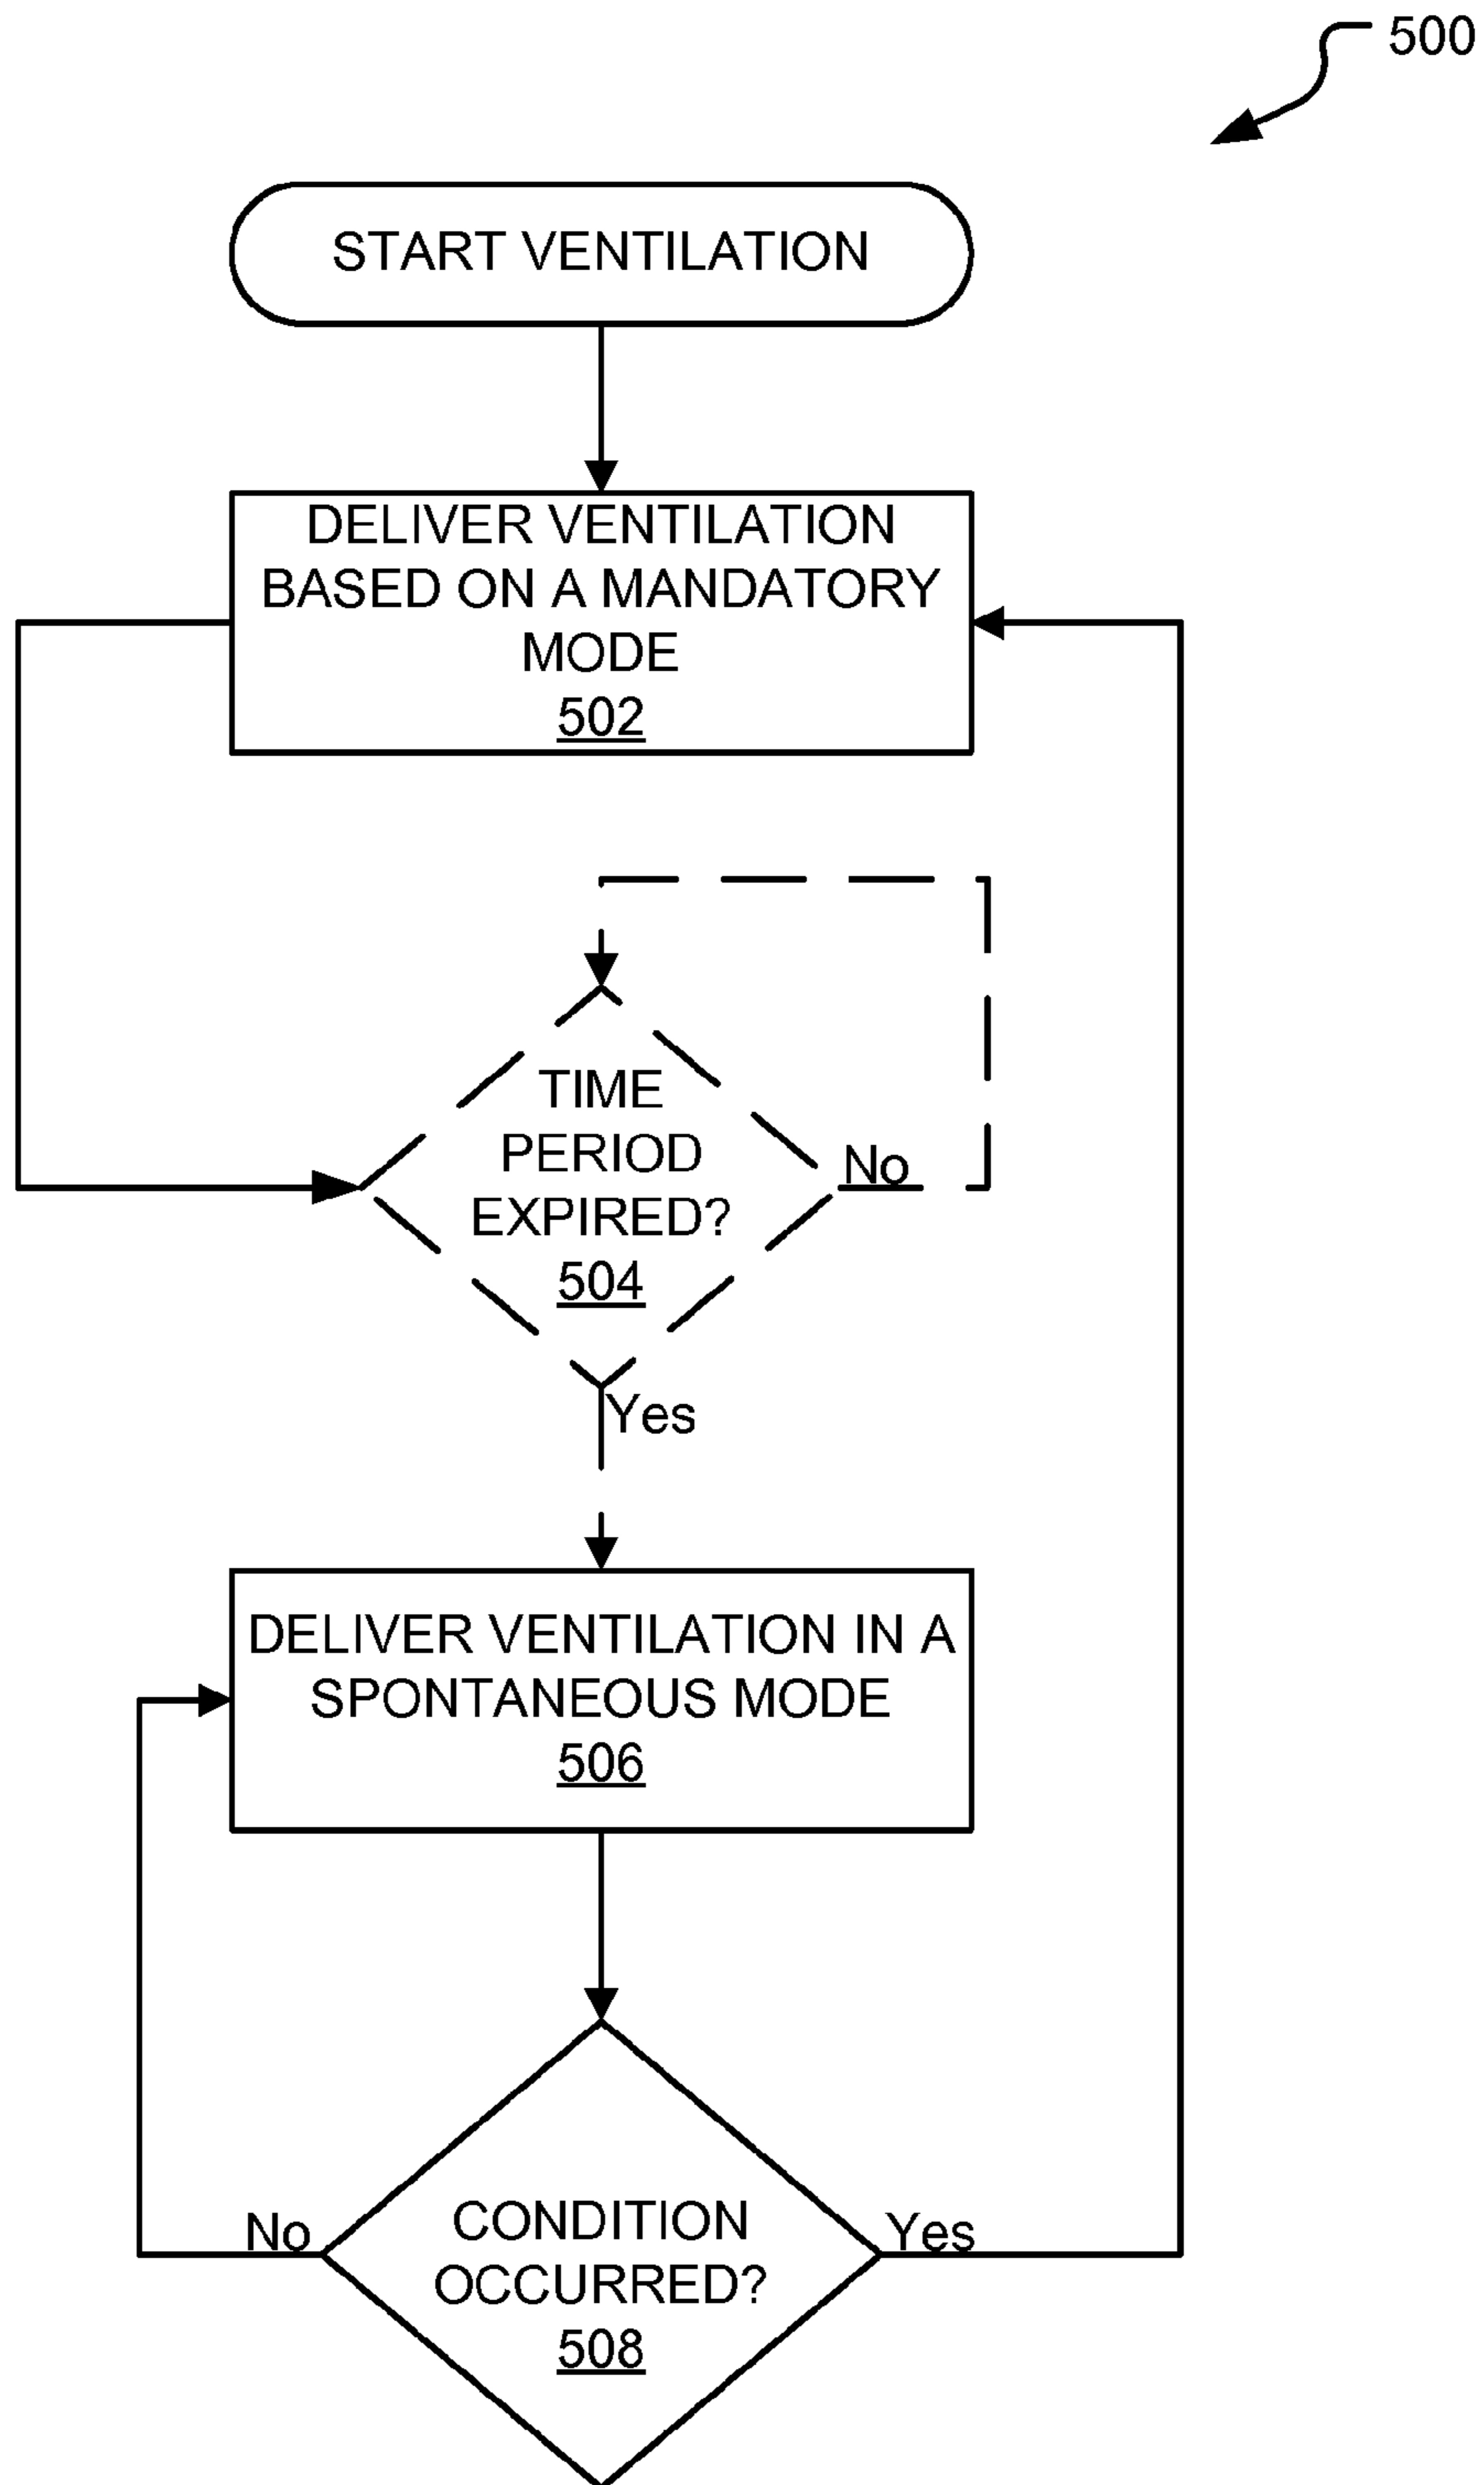 500
START VENTILATION
DELIVER VENTILATION
BASED ON A MANDATORY
MODE
502
TIME
PERIOD
EXPIRED?
504
No
Yes
DELIVER VENTILATION IN A
SPONTANEOUS MODE
506
CONDITION
OCCURRED?
508
No
Yes